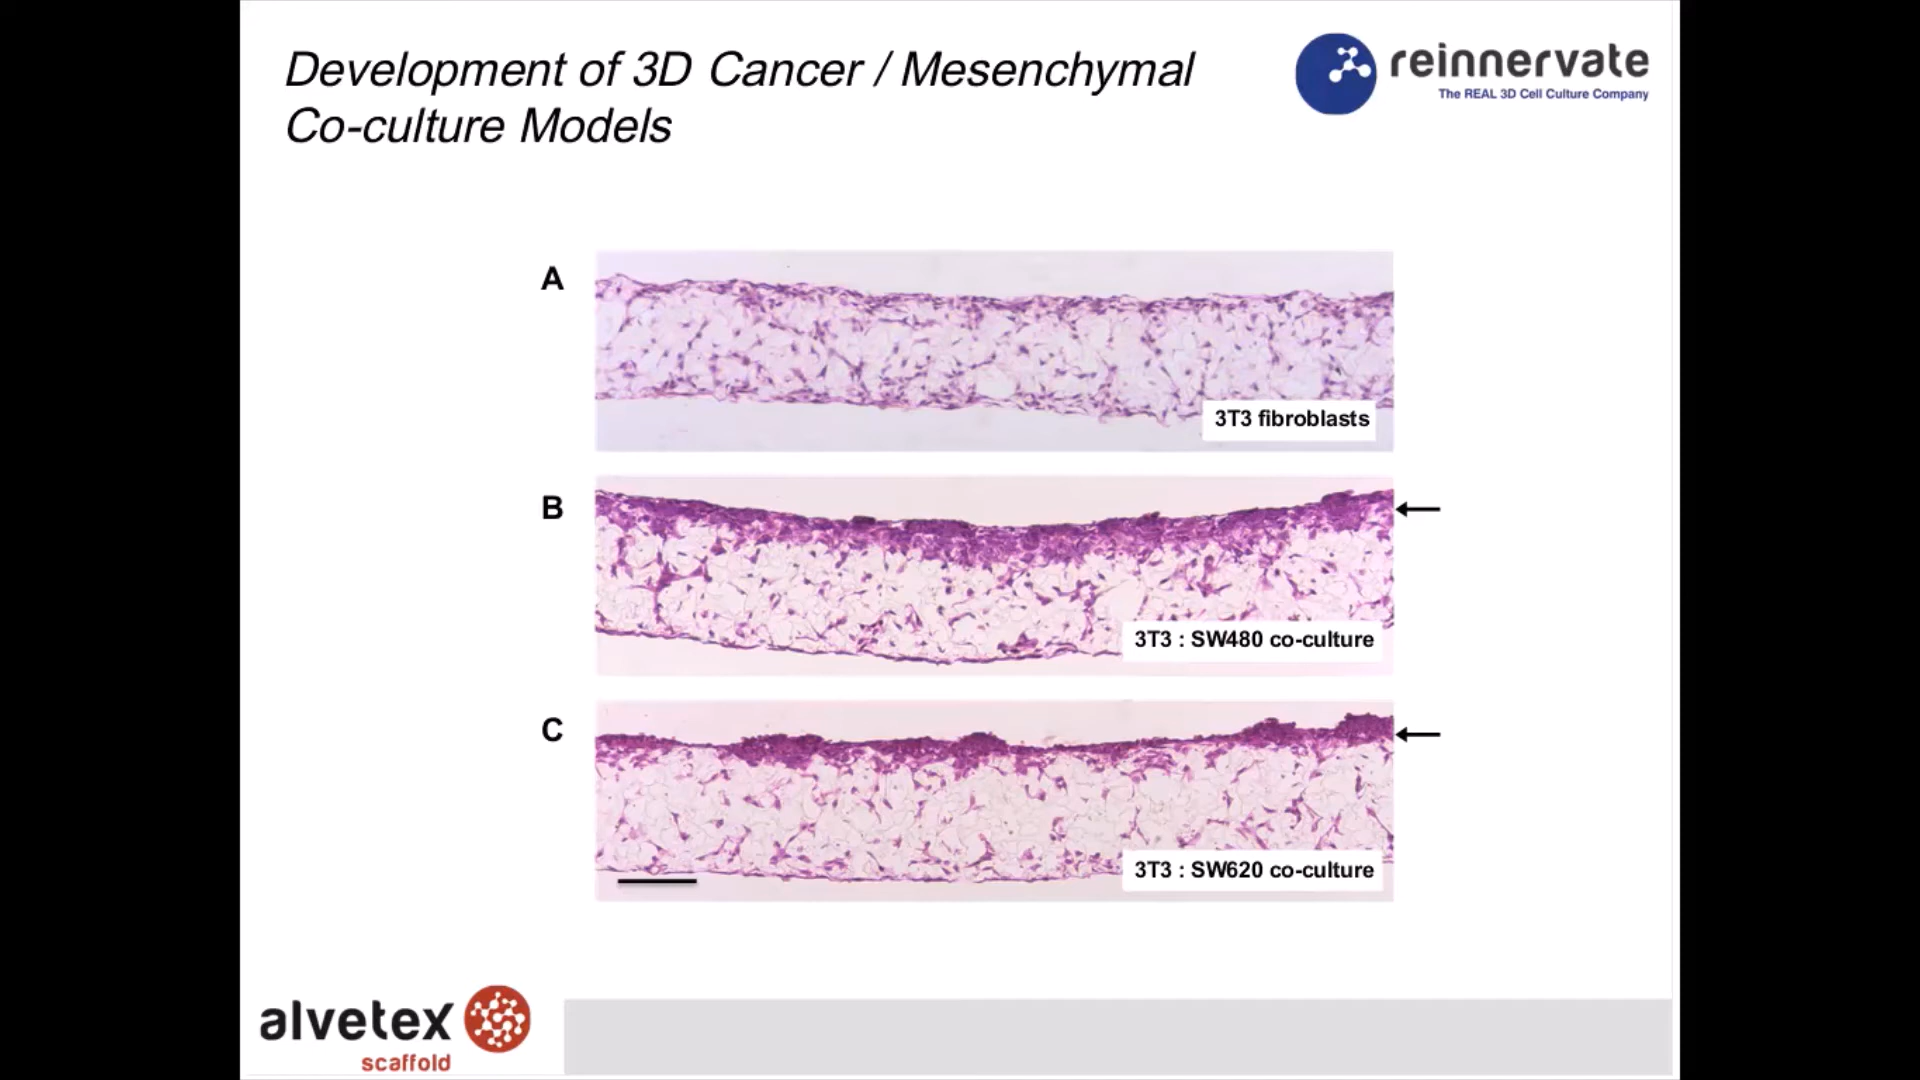 Development of 3D Cancer / Mesenchymal
Co-culture Models
reinnervate
The REAL 3D Cell Culture Company
A
3T3 fibroblasts
B
3T3 : SW480 co-culture
C
3T3 : SW620 co-culture
alvetex
scaffold